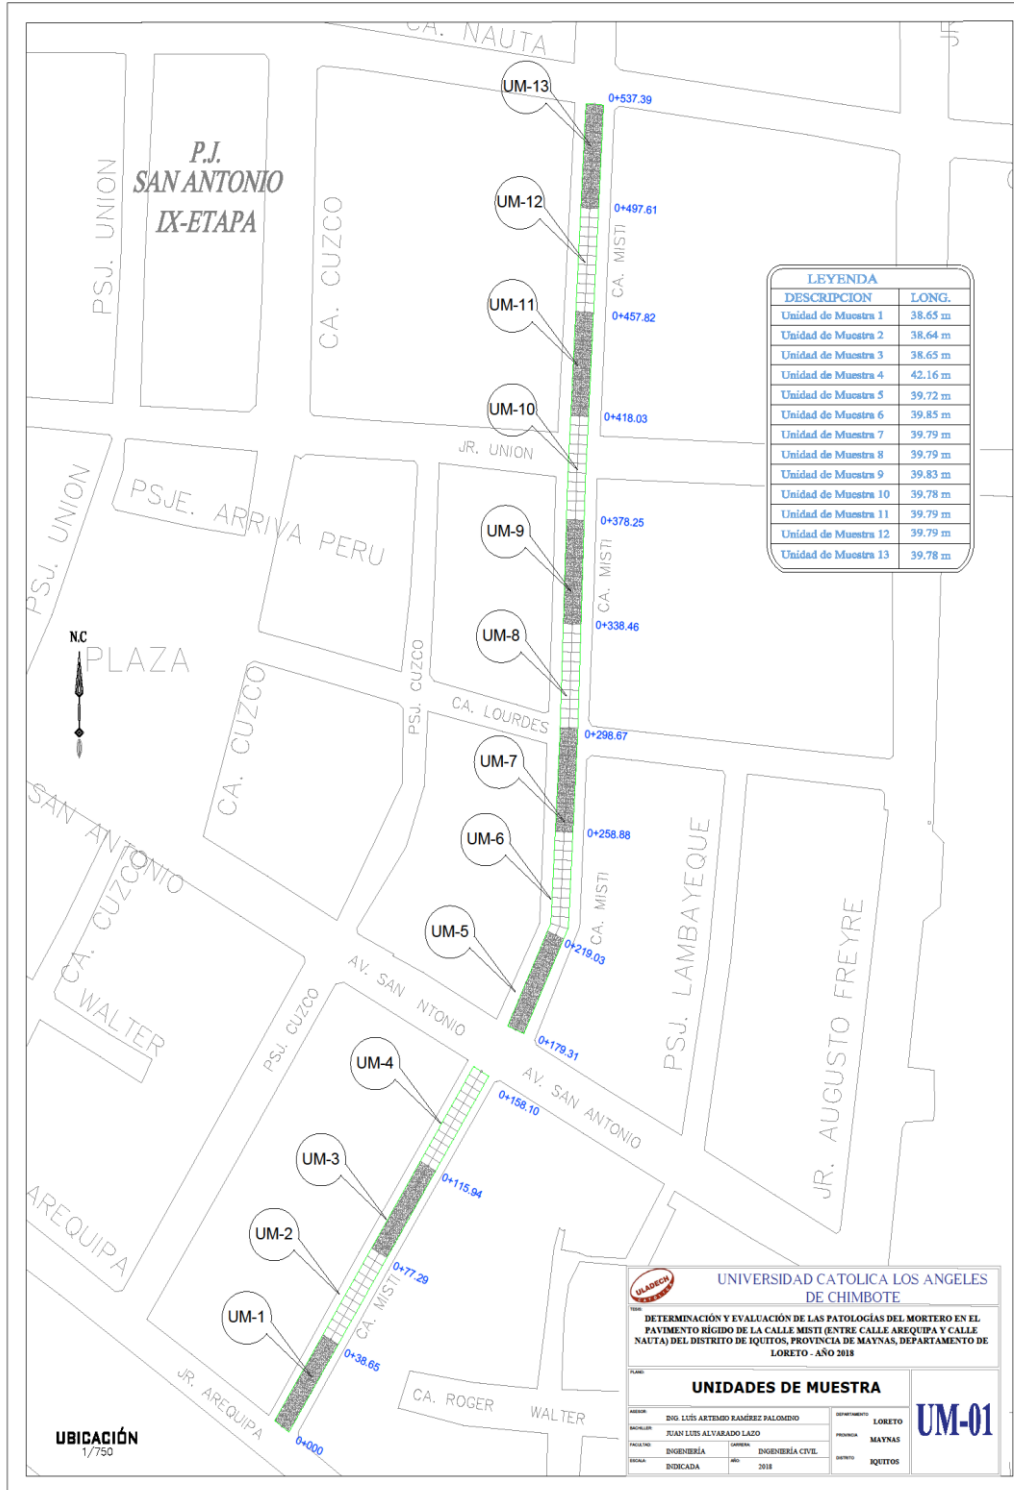 CA. NAUTA
UM-13
0+537.39
P.J.
SAN ANTONIO
IX-ETAPA
PSJ. UNION
CA. CUZCO
UM-12
0+497.61
CA. MISTI
UM-11
0+457.82
LEYENDA
DESCRIPCION LONG.
Unidad de Muestra 1 38.65 m
Unidad de Muestra 2 38.64 m
Unidad de Muestra 3 38.65 m
Unidad de Muestra 4 42.16 m
Unidad de Muestra 5 39.72 m
Unidad de Muestra 6 39.85 m
Unidad de Muestra 7 39.79 m
Unidad de Muestra 8 39.79 m
Unidad de Muestra 9 39.83 m
Unidad de Muestra 10 39.78 m
Unidad de Muestra 11 39.79 m
Unidad de Muestra 12 39.79 m
Unidad de Muestra 13 39.78 m
UM-10
0+418.03
JR. UNION
PSJ. UNION
PSJE. ARRIVA PERU
UM-9
0+378.25
CA. MISTI
0+338.46
UM-8
N.C
PLAZA
PSJ. CUZCO
CA. LOURDES
CA. CUZCO
0+298.67
UM-7
0+258.88
UM-6
SAN ANTONIO
CA. CUZCO
WALTER
CA. MISTI
PSJ. LAMBAYEQUE
JR. AUGUSTO FREYRE
UM-5
0+219.03
AV. SAN NTONIO
PSJ. CUZCO
0+179.31
UM-4
AV. SAN ANTONIO
0+158.10
UM-3
0+115.94
AREQUIPA
UM-2
0+77.29
CA. MISTI
UM-1
0+38.65
JR. AREQUIPA
CA. ROGER WALTER
0+000
UBICACIÓN
1/750
ULADECH
CATOLICA
UNIVERSIDAD CATOLICA LOS ANGELES
DE CHIMBOTE
TESIS:
DETERMINACIÓN Y EVALUACIÓN DE LAS PATOLOGÍAS DEL MORTERO EN EL
PAVIMENTO RÍGIDO DE LA CALLE MISTI (ENTRE CALLE AREQUIPA Y CALLE
NAUTA) DEL DISTRITO DE IQUITOS, PROVINCIA DE MAYNAS, DEPARTAMENTO DE
LORETO - AÑO 2018
PLANO:
UNIDADES DE MUESTRA
ASESOR: ING. LUÍS ARTEMIO RAMÍREZ PALOMINO
BACHILLER: JUAN LUIS ALVARADO LAZO
FACULTAD: INGENIERÍA CARRERA: INGENIERÍA CIVIL
ESCALA: INDICADA AÑO: 2018
DEPARTAMENTO: LORETO
PROVINCIA: MAYNAS
DISTRITO: IQUITOS
UM-01